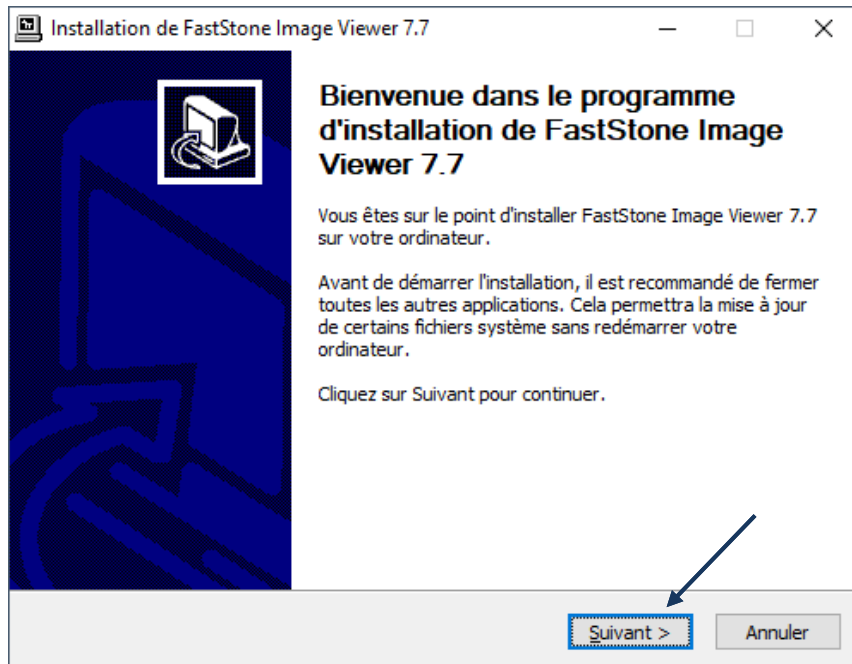 Installation de FastStone Image Viewer 7.7
Bienvenue dans le programme
d'installation de FastStone Image
Viewer 7.7
Vous êtes sur le point d'installer FastStone Image Viewer 7.7
sur votre ordinateur.
Avant de démarrer l'installation, il est recommandé de fermer
toutes les autres applications. Cela permettra la mise à jour
de certains fichiers système sans redémarrer votre
ordinateur.
Cliquez sur Suivant pour continuer.
Suivant >
Annuler